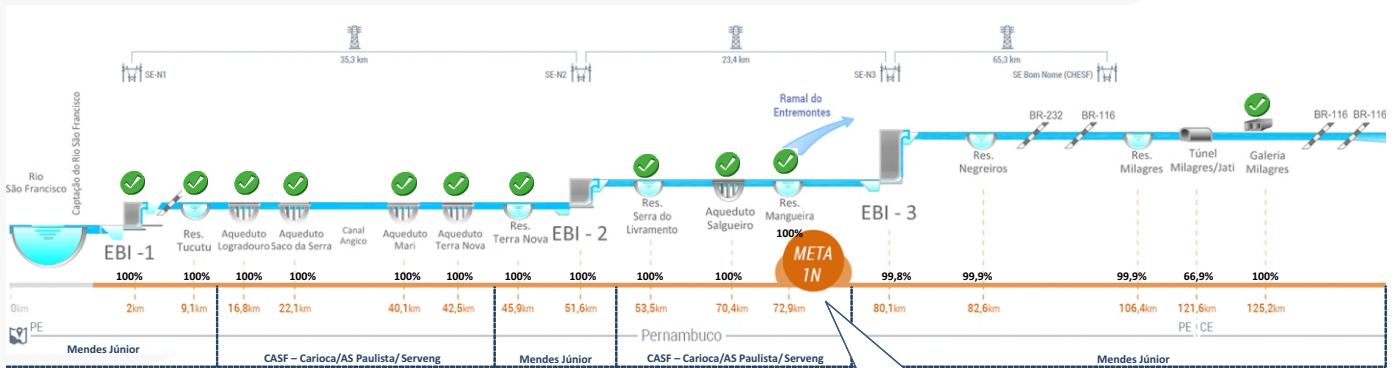 35,3 km
23,4 km
65,3 km
SE-N1
SE-N2
SE-N3
SE Bom Nome (CHESF)
Ramal do
Entremontes
BR-232
BR-116
BR-116
BR-116
Rio
São Francisco
Captação do Rio São Francisco
EBI -1
Res.
Tucutu
Aqueduto
Logradouro
Aqueduto
Saco da Serra
Canal
Angico
Aqueduto
Mari
Aqueduto
Terra Nova
Res.
Terra Nova
EBI - 2
Res.
Serra do
Livramento
Aqueduto
Salgueiro
Res.
Mangueira
EBI - 3
Res.
Negreiros
Res.
Milagres
Túnel
Milagres/Jati
Galeria
Milagres
100%
META
1N
100%
100%
100%
100%
100%
100%
100%
100%
100%
100%
99,8%
99,9%
99,9%
66,9%
100%
0km
2km
9,1km
16,8km
22,1km
40,1km
42,5km
45,9km
51,6km
53,5km
70,4km
72,9km
80,1km
82,6km
106,4km
121,6km
125,2km
PE
Pernambuco
PE CE
Mendes Júnior
CASF – Carioca/AS Paulista/ Serveng
Mendes Júnior
CASF – Carioca/AS Paulista/ Serveng
Mendes Júnior